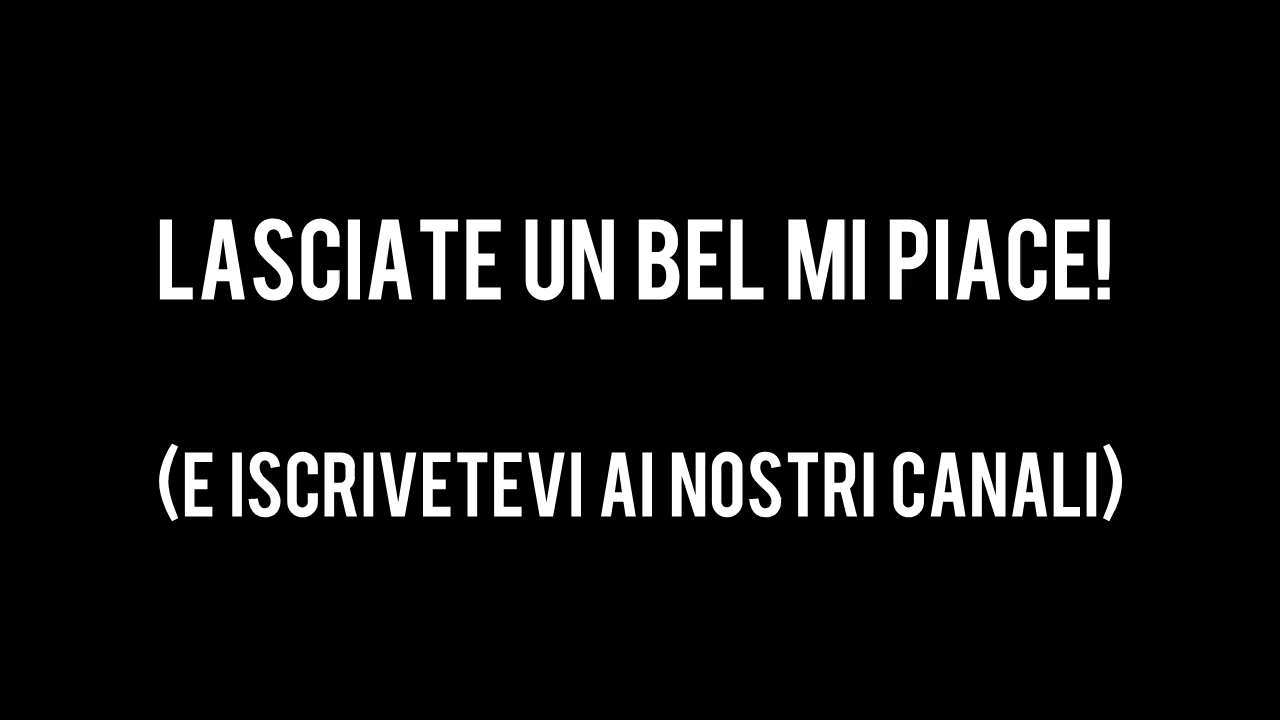 LASCIATE UN BEL MI PIACE!
(E ISCRIVETEVI AI NOSTRI CANALI)